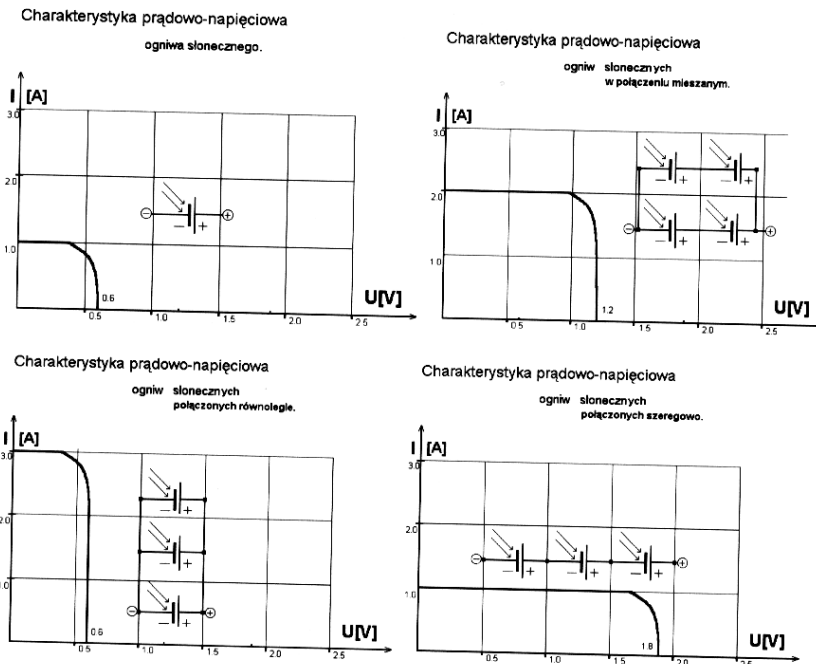 Charakterystyka prądowo-napięciowa
ogniwa słonecznego.
I [A]
3.0
2.0
1.0
0.6
U[V]
0.5
1.0
1.5
2.0
2.5
Charakterystyka prądowo-napięciowa
ogniw słonecznych
w połączeniu mieszanym.
I [A]
3.0
2.0
1.0
1.2
U[V]
0.5
1.0
1.5
2.0
2.5
Charakterystyka prądowo-napięciowa
ogniw słonecznych
połączonych równolegle.
I [A]
3.0
2.0
1.0
0.6
U[V]
0.5
1.0
1.5
2.0
2.5
Charakterystyka prądowo-napięciowa
ogniw słonecznych
połączonych szeregowo.
I [A]
3.0
2.0
1.0
1.8
U[V]
0.5
1.0
1.5
2.0
2.5